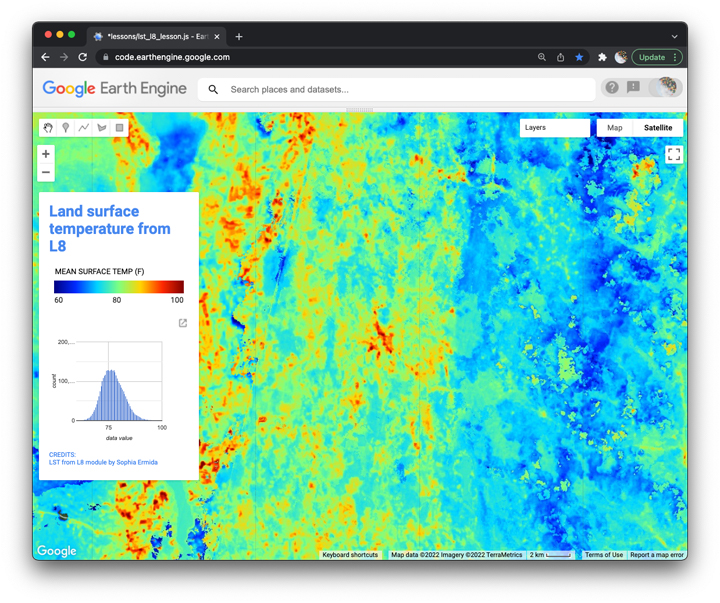 *lessons/lst_l8_lesson.js - Eart
code.earthengine.google.com
Update
Google Earth Engine
Search places and datasets...
Layers
Map
Satellite
Land surface
temperature from
L8
MEAN SURFACE TEMP (F)
60 80 100
200,...
100,...
0
count
75 100
data value
CREDITS:
LST from L8 module by Sophia Ermida
Google
Keyboard shortcuts
Map data ©2022 Imagery ©2022 TerraMetrics
2 km
Terms of Use
Report a map error